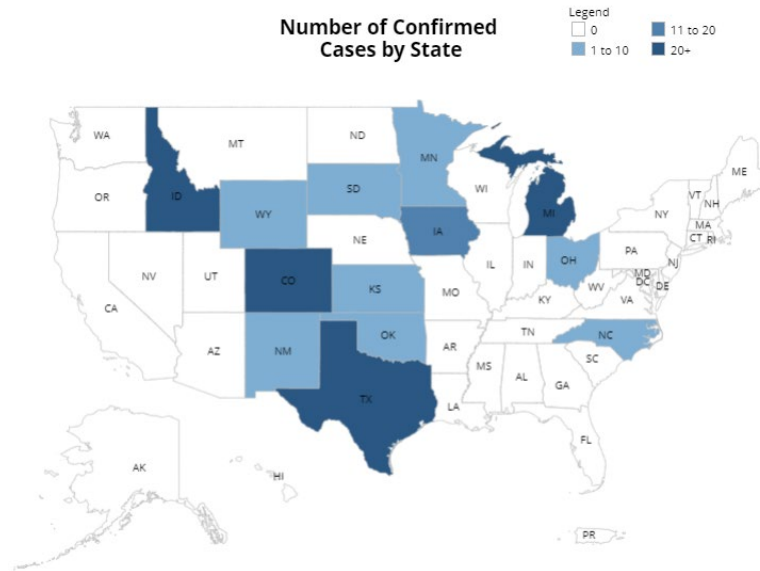 Number of Confirmed
Cases by State
Legend
0
11 to 20
1 to 10
20+
WA
MT
ND
MN
ME
OR
ID
SD
WI
MI
VT
NH
WY
NY
MA
CT
RI
IA
NE
PA
NJ
NV
UT
CO
IL
IN
OH
MD
DC
DE
CA
KS
MO
WV
VA
KY
AZ
NM
OK
AR
TN
NC
SC
MS
AL
GA
TX
LA
FL
AK
HI
PR